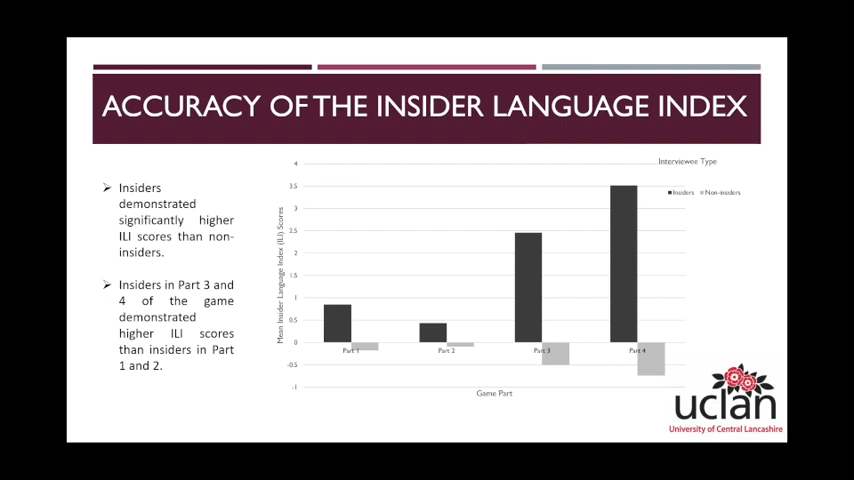 ACCURACY OF THE INSIDER LANGUAGE INDEX
Insiders
demonstrated
significantly higher
ILI scores than non-
insiders.
Insiders in Part 3 and
4 of the game
demonstrated
higher ILI scores
than insiders in Part
1 and 2.
Interviewee Type
Insiders Non-insiders
Mean Insider Language Index (ILI) Scores
4
3.5
3
2.5
2
1.5
1
0.5
0
-0.5
-1
Part 1 Part 2 Part 3 Part 4
Game Part
uclan
University of Central Lancashire